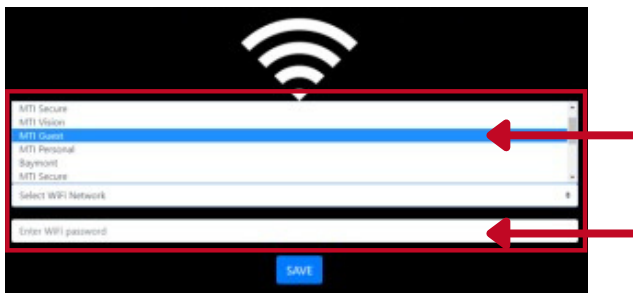 MTI Secure
MTI Vision
MTI Guest
MTI Personal
Baymont
MTI Secure
Select WiFi Network
Enter WiFi password
SAVE